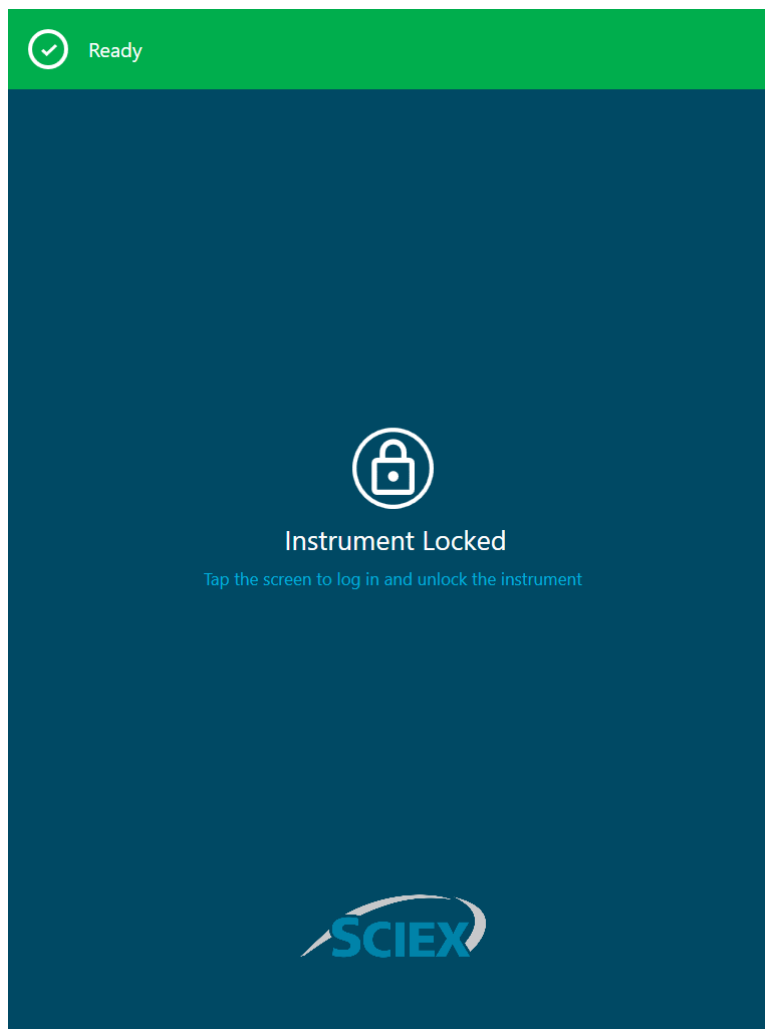 Ready
Instrument Locked
Tap the screen to log in and unlock the instrument
SCIEX